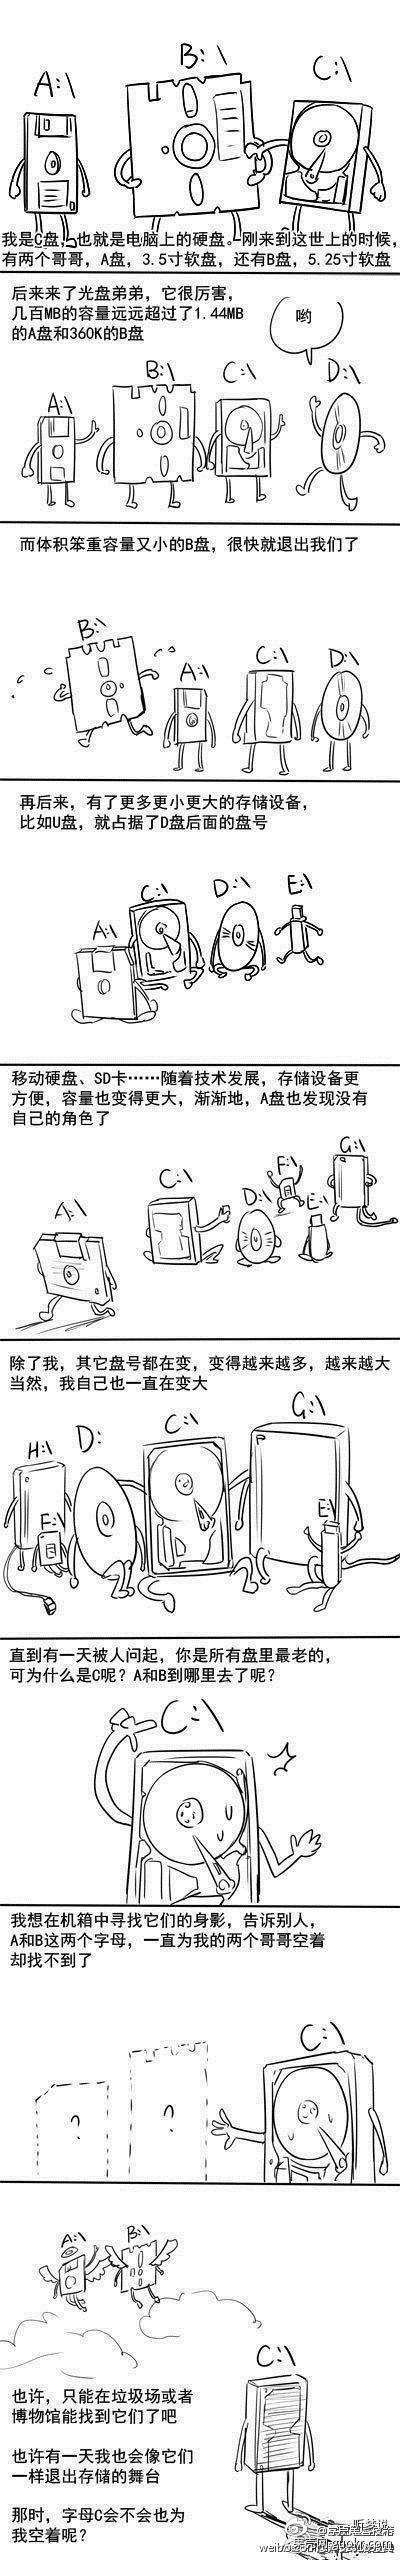 A:\
B:\
C:\
我是C盘，也就是电脑上的硬盘。刚来到这世上的时候，
有两个哥哥，A盘，3.5寸软盘，还有B盘，5.25寸软盘
后来来了光盘弟弟，它很厉害，
几百MB的容量远远超过了1.44MB
的A盘和360K的B盘
哟
A:\
B:\
C:\
D:\
而体积笨重容量又小的B盘，很快就退出我们了
B:\
A:\
C:\
D:\
再后来，有了更多更小更大的存储设备，
比如U盘，就占据了D盘后面的盘号
A:\
C:\
D:\
E:\
移动硬盘、SD卡……随着技术发展，存储设备更
方便，容量也变得更大，渐渐地，A盘也发现没有
自己的角色了
A:\
C:\
D:\
F:\
E:\
G:\
除了我，其它盘号都在变，变得越来越多，越来越大
当然，我自己也一直在变大
H:\
F:\
D:
C:\
G:\
E:\
直到有一天被人问起，你是所有盘里最老的，
可为什么是C呢？A和B到哪里去了呢？
C:\
我想在机箱中寻找它们的身影，告诉别人，
A和B这两个字母，一直为我的两个哥哥空着
却找不到了
?
?
C:\
A:\
B:\
C:\
也许，只能在垃圾场或者
博物馆能找到它们了吧
也许有一天我也会像它们
一样退出存储的舞台
那时，字母C会不会也为
我空着呢？